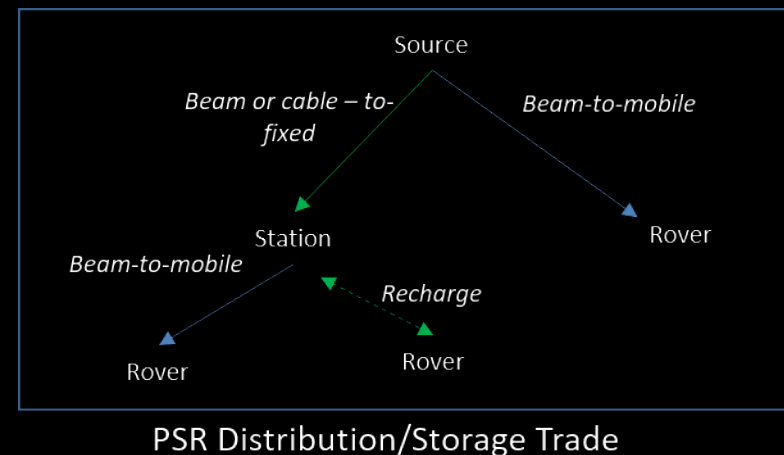 Source
Beam or cable – to-
fixed
Beam-to-mobile
Station
Rover
Beam-to-mobile
Recharge
Rover
Rover
PSR Distribution/Storage Trade